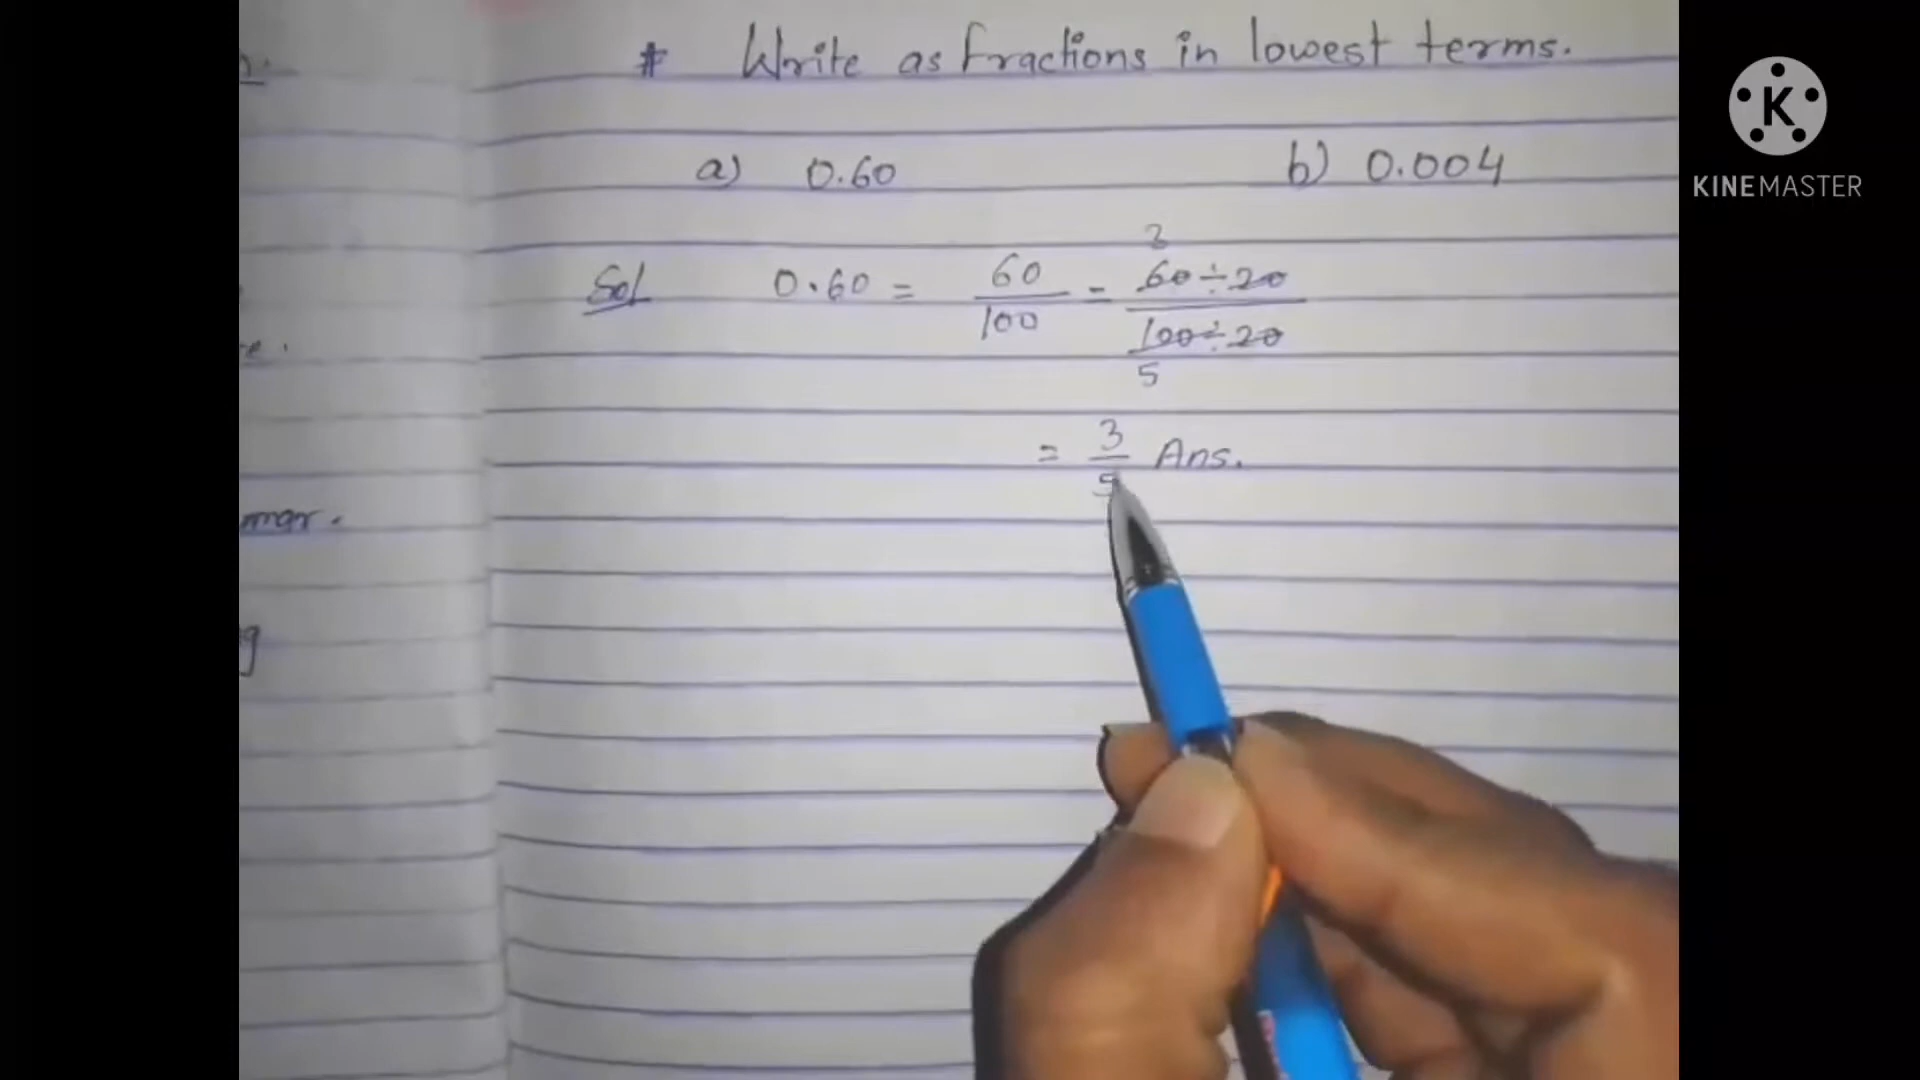 # Write as fractions in lowest terms.
a) 0.60 b) 0.004
Sol 0.60 = 60/100 = 60÷20/100÷20
3
5
= 3/5 Ans.
mar.
g
K
KINEMASTER